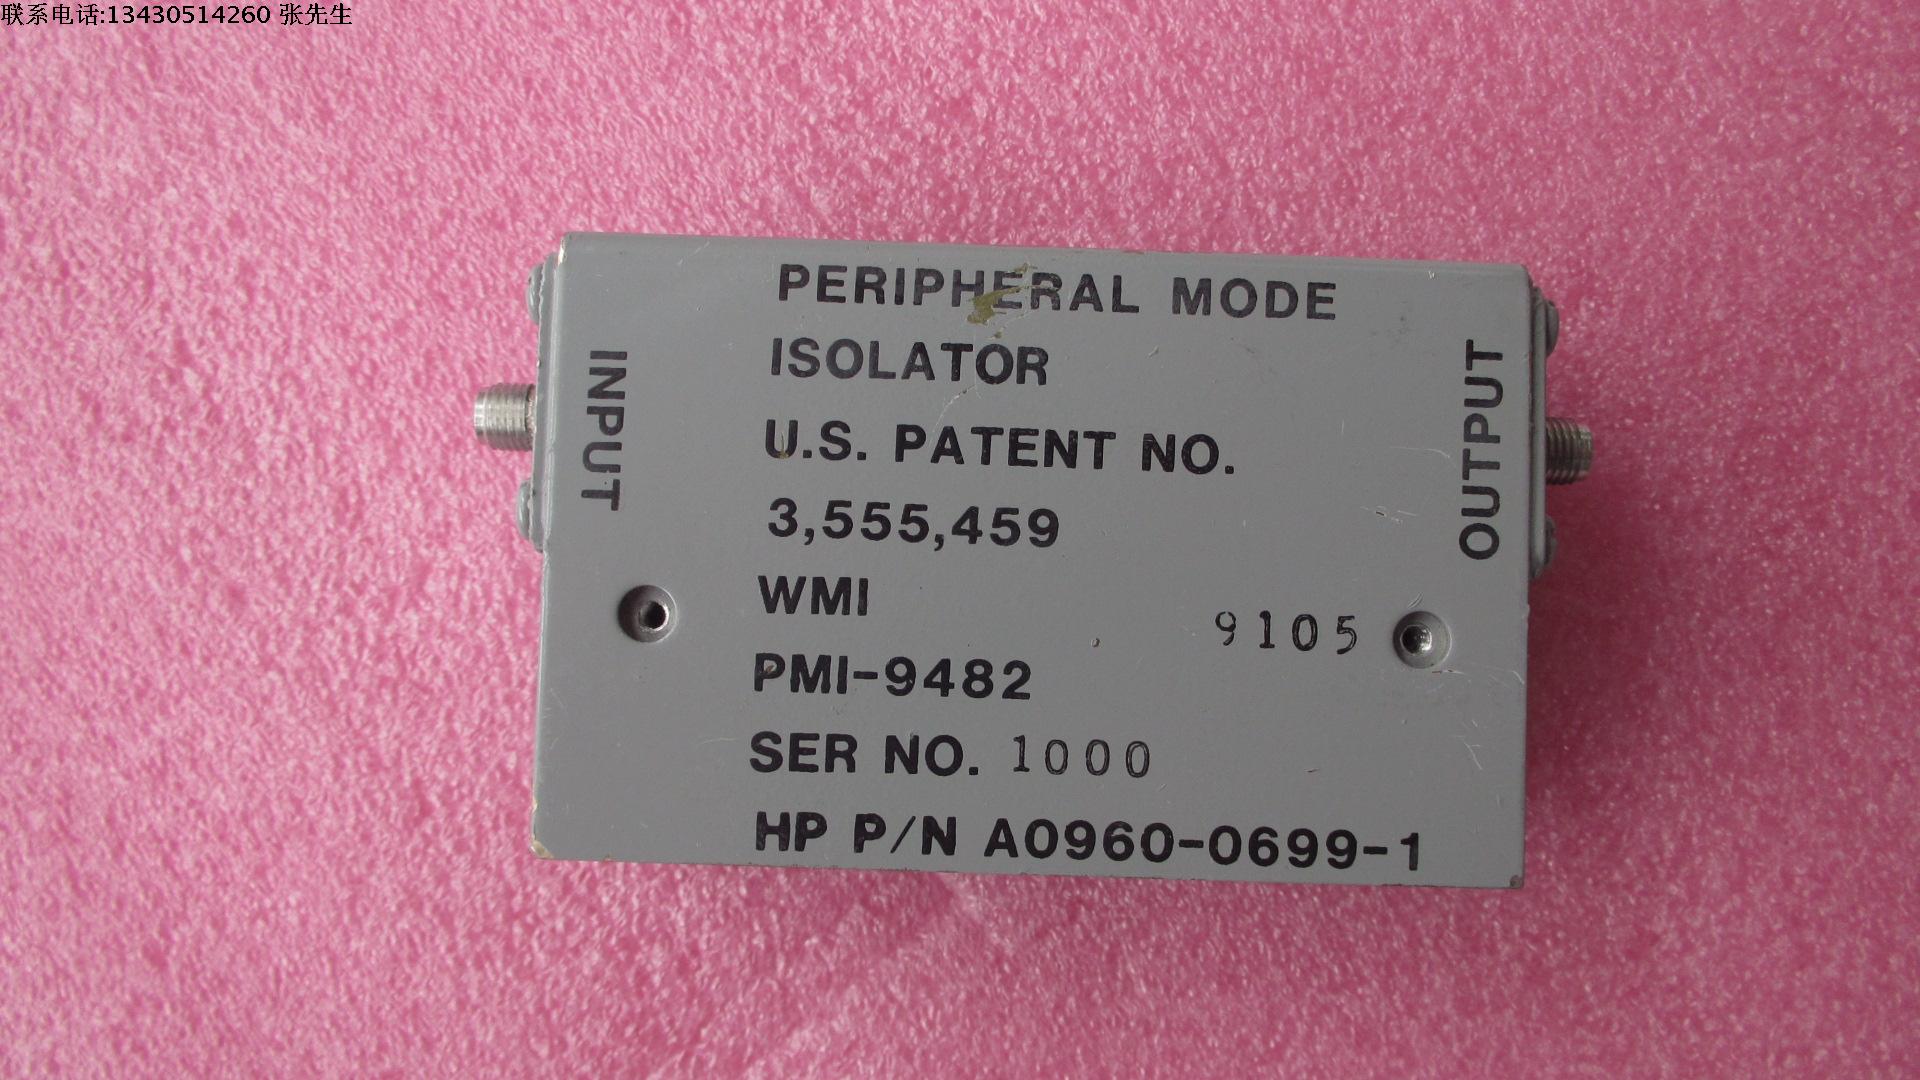 联系电话:13430514260 张先生
PERIPHERAL MODE
ISOLATOR
U.S. PATENT NO.
3,555,459
WMI
9105
PMI-9482
SER NO. 1000
HP P/N A0960-0699-1
INPUT
OUTPUT